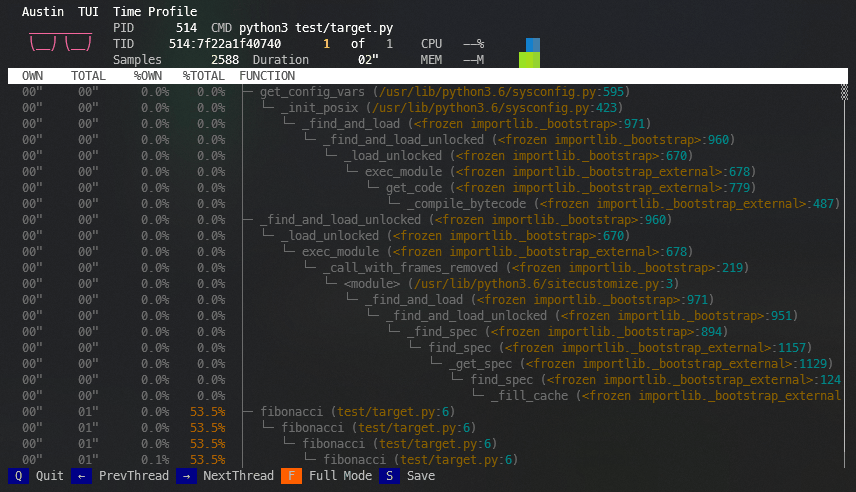 Austin  TUI  Time Profile
PID      514  CMD python3 test/target.py
TID     514:7f22a1f40740      1   of   1    CPU   --%
Samples       2588  Duration       02"      MEM   --M
OWN    TOTAL    %OWN   %TOTAL  FUNCTION
00"     00"      0.0%    0.0%  ├─ get_config_vars (/usr/lib/python3.6/sysconfig.py:595)
00"     00"      0.0%    0.0%  │  └─ _init_posix (/usr/lib/python3.6/sysconfig.py:423)
00"     00"      0.0%    0.0%  │     └─ _find_and_load (<frozen importlib._bootstrap>:971)
00"     00"      0.0%    0.0%  │        └─ _find_and_load_unlocked (<frozen importlib._bootstrap>:960)
00"     00"      0.0%    0.0%  │           └─ _load_unlocked (<frozen importlib._bootstrap>:670)
00"     00"      0.0%    0.0%  │              └─ exec_module (<frozen importlib._bootstrap_external>:678)
00"     00"      0.0%    0.0%  │                 └─ get_code (<frozen importlib._bootstrap_external>:779)
00"     00"      0.0%    0.0%  │                    └─ _compile_bytecode (<frozen importlib._bootstrap_external>:487)
00"     00"      0.0%    0.0%  ├─ _find_and_load_unlocked (<frozen importlib._bootstrap>:960)
00"     00"      0.0%    0.0%  │  └─ _load_unlocked (<frozen importlib._bootstrap>:670)
00"     00"      0.0%    0.0%  │     └─ exec_module (<frozen importlib._bootstrap_external>:678)
00"     00"      0.0%    0.0%  │        └─ _call_with_frames_removed (<frozen importlib._bootstrap>:219)
00"     00"      0.0%    0.0%  │           └─ <module> (/usr/lib/python3.6/sitecustomize.py:3)
00"     00"      0.0%    0.0%  │              └─ _find_and_load (<frozen importlib._bootstrap>:971)
00"     00"      0.0%    0.0%  │                 └─ _find_and_load_unlocked (<frozen importlib._bootstrap>:951)
00"     00"      0.0%    0.0%  │                    └─ _find_spec (<frozen importlib._bootstrap>:894)
00"     00"      0.0%    0.0%  │                       └─ find_spec (<frozen importlib._bootstrap_external>:1157)
00"     00"      0.0%    0.0%  │                          └─ _get_spec (<frozen importlib._bootstrap_external>:1129)
00"     00"      0.0%    0.0%  │                             └─ find_spec (<frozen importlib._bootstrap_external>:124
00"     00"      0.0%    0.0%  │                                └─ _fill_cache (<frozen importlib._bootstrap_external
00"     01"      0.0%   53.5%  ├─ fibonacci (test/target.py:6)
00"     01"      0.0%   53.5%  │  └─ fibonacci (test/target.py:6)
00"     01"      0.0%   53.5%  │     └─ fibonacci (test/target.py:6)
00"     01"      0.1%   53.5%  │        └─ fibonacci (test/target.py:6)
Q  Quit  ←  PrevThread  →  NextThread  F  Full Mode  S  Save